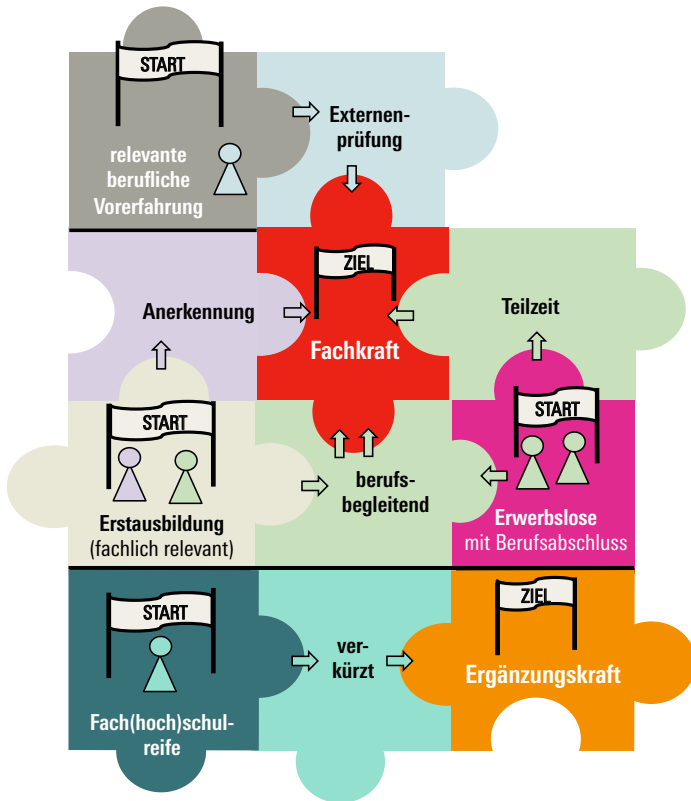 START
relevante
berufliche
Vorerfahrung
Externen-
prüfung
Anerkennung
ZIEL
Fachkraft
Teilzeit
START
Erstausbildung
(fachlich relevant)
berufs-
begleitend
START
Erwerbslose
mit Berufsabschluss
START
Fach(hoch)schul-
reife
ver-
kürzt
ZIEL
Ergänzungskraft